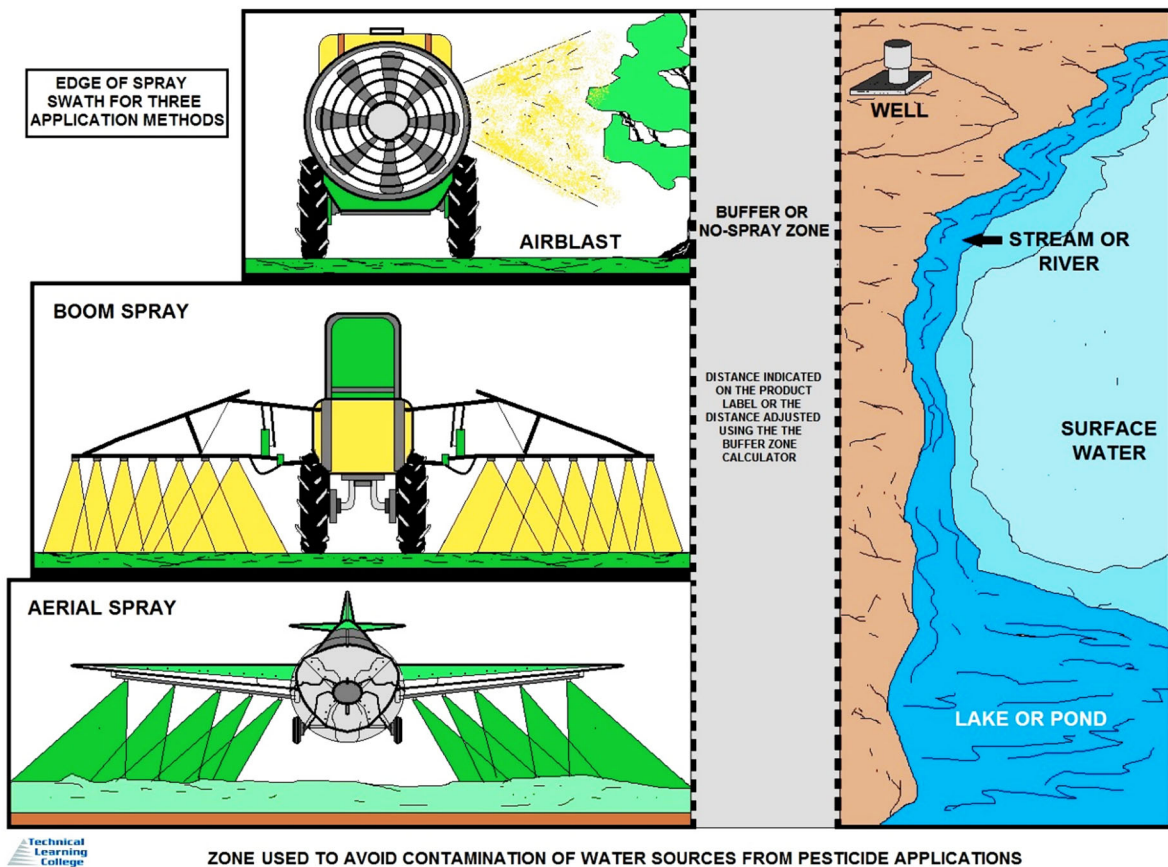 EDGE OF SPRAY
SWATH FOR THREE
APPLICATION METHODS
AIRBLAST
BOOM SPRAY
AERIAL SPRAY
BUFFER OR
NO-SPRAY ZONE
DISTANCE INDICATED
ON THE PRODUCT
LABEL OR THE
DISTANCE ADJUSTED
USING THE THE
BUFFER ZONE
CALCULATOR
WELL
STREAM OR
RIVER
SURFACE
WATER
LAKE OR POND
Technical
Learning
College
ZONE USED TO AVOID CONTAMINATION OF WATER SOURCES FROM PESTICIDE APPLICATIONS